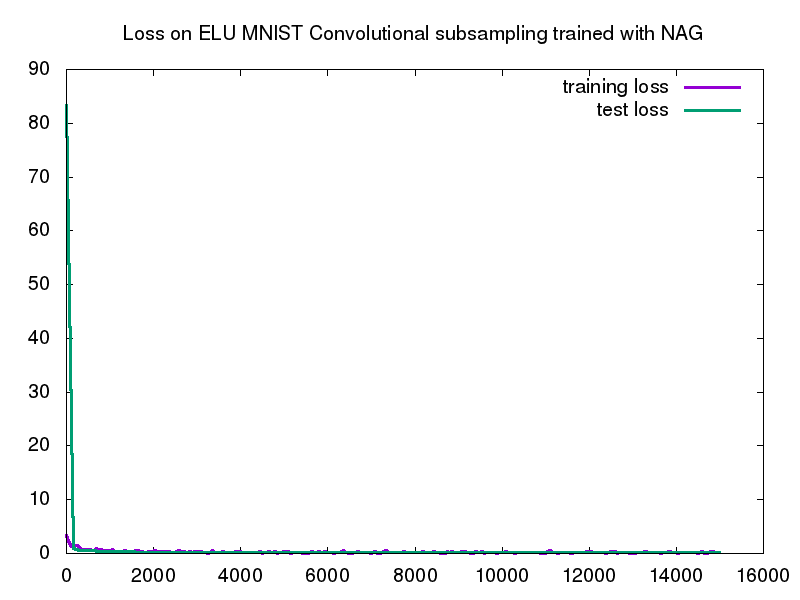 Loss on ELU MNIST Convolutional subsampling trained with NAG
90
80
70
60
50
40
30
20
10
0
training loss
test loss
0 2000 4000 6000 8000 10000 12000 14000 16000